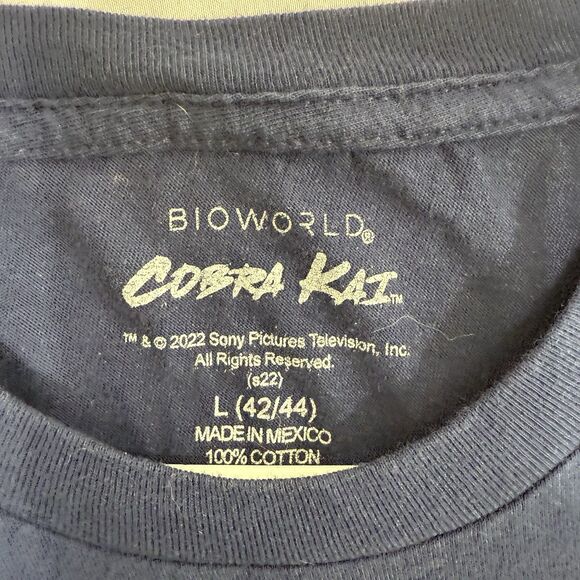 BIOWORLD®
COBRA KAI™
™ & © 2022 Sony Pictures Television, Inc.
All Rights Reserved.
(s22)
L (42/44)
MADE IN MEXICO
100% COTTON